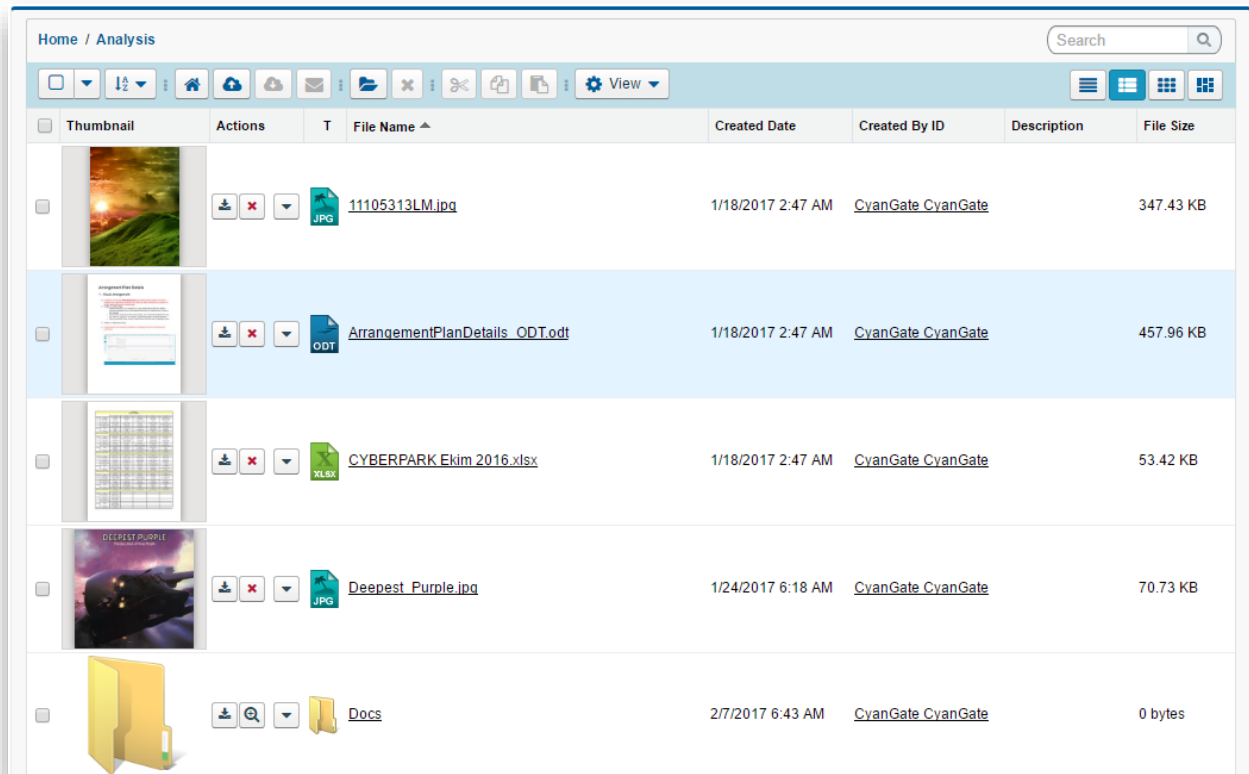 Home / Analysis
Search
View
Thumbnail Actions T File Name Created Date Created By ID Description File Size
JPG 11105313LM.jpg 1/18/2017 2:47 AM CyanGate CyanGate 347.43 KB
Arrangement Plan Details
ODT ArrangementPlanDetails_ODT.odt 1/18/2017 2:47 AM CyanGate CyanGate 457.96 KB
XLSX CYBERPARK Ekim 2016.xlsx 1/18/2017 2:47 AM CyanGate CyanGate 53.42 KB
DEEPEST PURPLE
JPG Deepest_Purple.jpg 1/24/2017 6:18 AM CyanGate CyanGate 70.73 KB
Docs 2/7/2017 6:43 AM CyanGate CyanGate 0 bytes